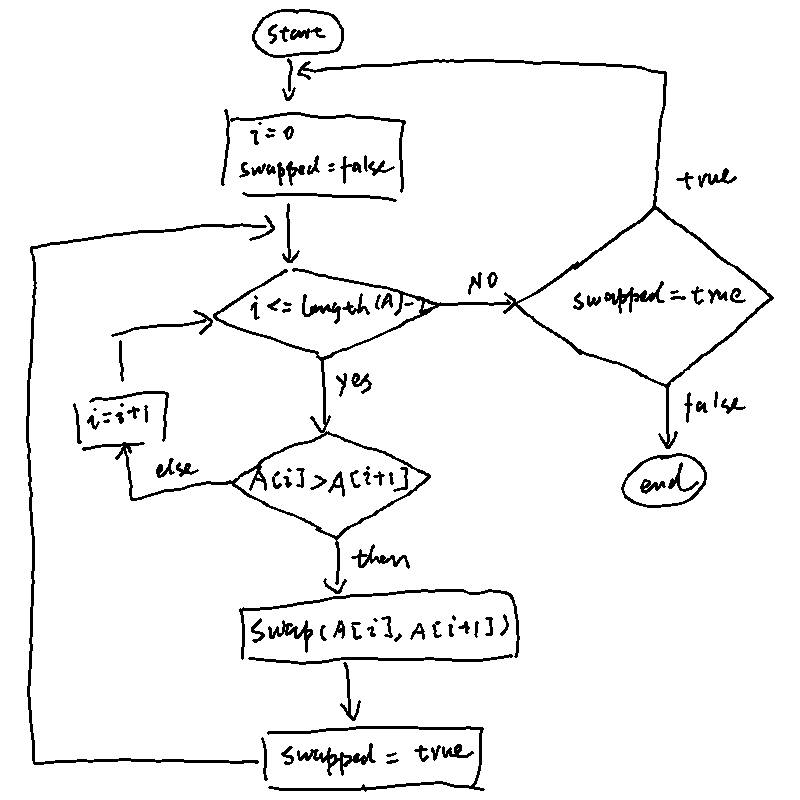 start
i = 0
swapped = false
i <= length(A)-2
NO
swapped = true
true
yes
i = i+1
false
else
A[i] > A[i+1]
end
then
swap(A[i], A[i+1])
swapped = true